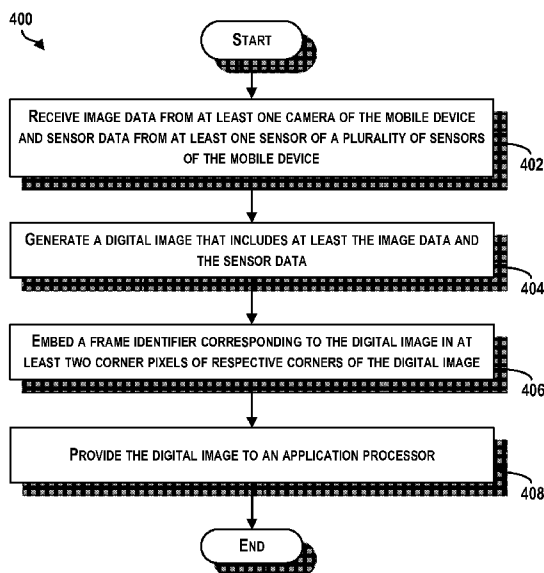 400
START
RECEIVE IMAGE DATA FROM AT LEAST ONE CAMERA OF THE MOBILE DEVICE
AND SENSOR DATA FROM AT LEAST ONE SENSOR OF A PLURALITY OF SENSORS
OF THE MOBILE DEVICE
402
GENERATE A DIGITAL IMAGE THAT INCLUDES AT LEAST THE IMAGE DATA AND
THE SENSOR DATA
404
EMBED A FRAME IDENTIFIER CORRESPONDING TO THE DIGITAL IMAGE IN AT
LEAST TWO CORNER PIXELS OF RESPECTIVE CORNERS OF THE DIGITAL IMAGE
406
PROVIDE THE DIGITAL IMAGE TO AN APPLICATION PROCESSOR
408
END